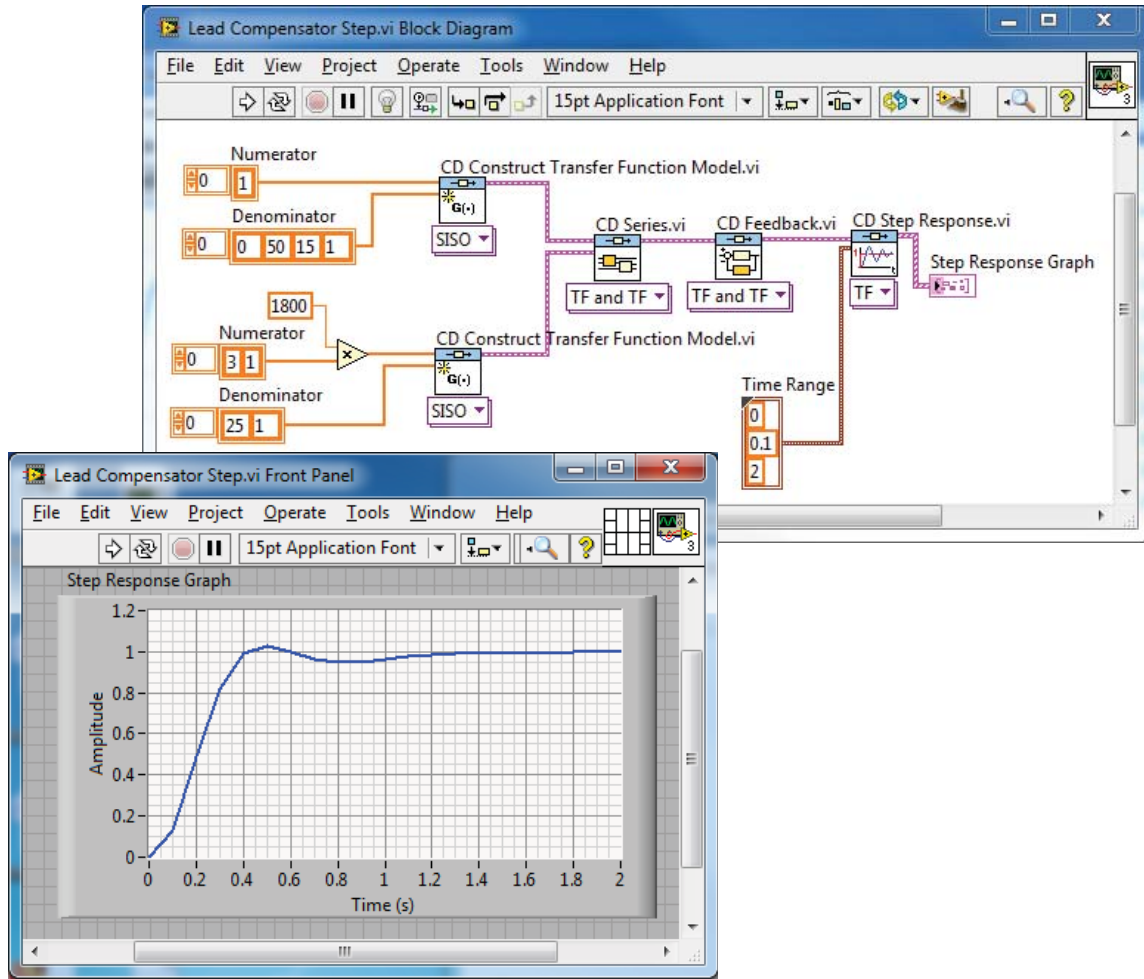 Lead Compensator Step.vi Block Diagram
File Edit View Project Operate Tools Window Help
15pt Application Font
3
Numerator
0 1
CD Construct Transfer Function Model.vi
G(·)
SISO
Denominator
0 0 50 15 1
CD Series.vi CD Feedback.vi CD Step Response.vi
TF and TF TF and TF TF
Step Response Graph
1800
Numerator
0 3 1
CD Construct Transfer Function Model.vi
G(·)
SISO
Denominator
0 25 1
Time Range
0
0.1
2
Lead Compensator Step.vi Front Panel
File Edit View Project Operate Tools Window Help
15pt Application Font
3
Step Response Graph
1.2
1
0.8
0.6
0.4
0.2
0
Amplitude
0 0.2 0.4 0.6 0.8 1 1.2 1.4 1.6 1.8 2
Time (s)